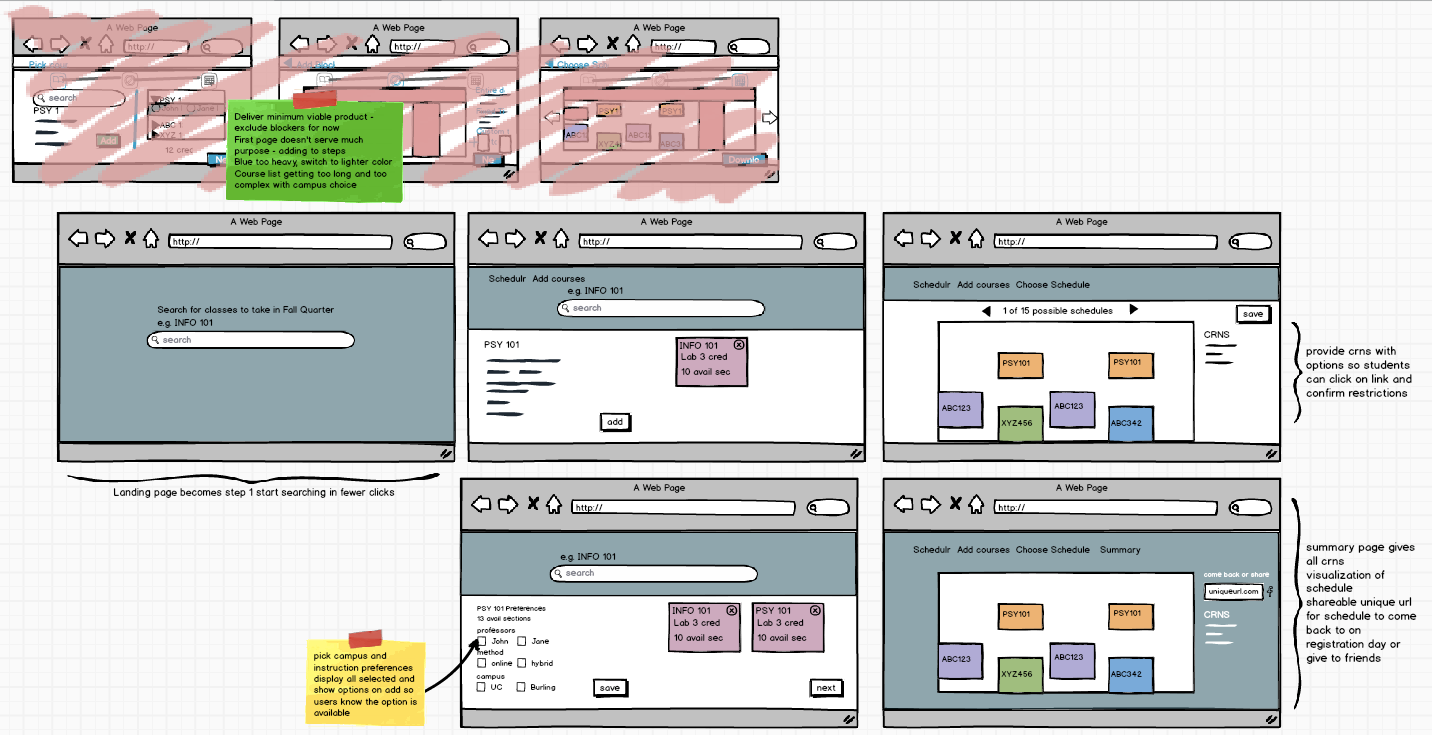 A Web Page
http://
Pick
search
PSY 1
PSY 1
John
Jane
ABC 1
XYZ 1
Add
12 crec
A Web Page
http://
Add Block
Ne
A Web Page
http://
Choose Sch
PSY1
PSY1
ABC
XYZ4
ABC1
ABC3
Downlo
Deliver minimum viable product -
exclude blockers for now
First page doesn't serve much
purpose - adding to steps
Blue too heavy, switch to lighter color
Course list getting too long and too
complex with campus choice
A Web Page
http://
Search for classes to take in Fall Quarter
e.g. INFO 101
search
Landing page becomes step 1 start searching in fewer clicks
A Web Page
http://
Schedulr Add courses
e.g. INFO 101
search
PSY 101
INFO 101
Lab 3 cred
10 avail sec
add
A Web Page
http://
Schedulr Add courses Choose Schedule
1 of 15 possible schedules
save
CRNS
PSY101
PSY101
ABC123
XYZ456
ABC123
ABC342
provide crns with
options so students
can click on link and
confirm restrictions
A Web Page
http://
e.g. INFO 101
search
PSY 101 Preferences
13 avail sections
professors
John Jane
method
online hybrid
campus
UC Burling
save
INFO 101
Lab 3 cred
10 avail sec
PSY 101
Lab 3 cred
10 avail sec
next
pick campus and
instruction preferences
display all selected and
show options on add so
users know the option is
available
A Web Page
http://
Schedulr Add courses Choose Schedule Summary
come back or share
uniqueurl.com
CRNS
PSY101
PSY101
ABC123
XYZ456
ABC123
ABC342
summary page gives
all crns
visualization of
schedule
shareable unique url
for schedule to come
back to on
registration day or
give to friends